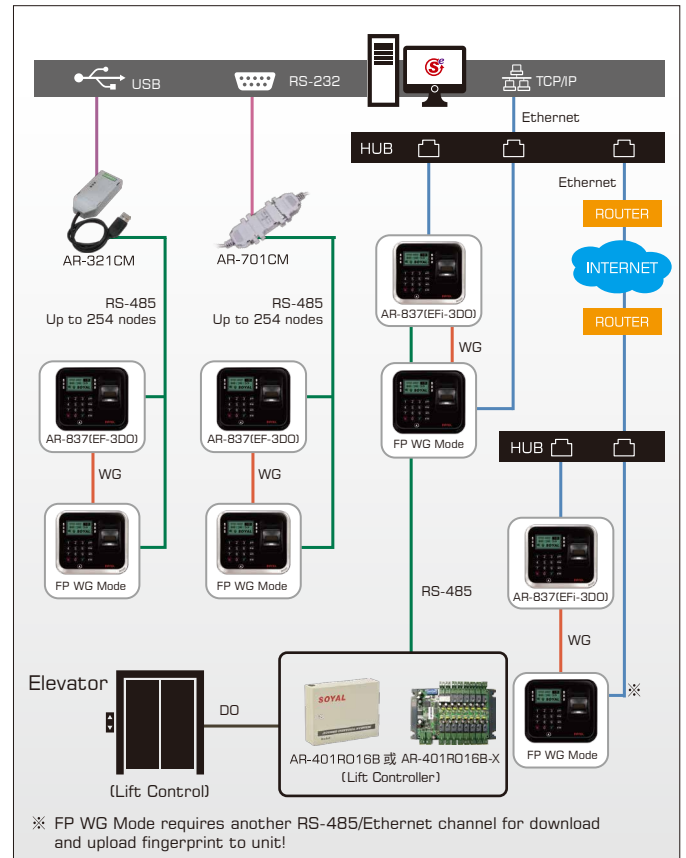 USB
RS-232
TCP/IP
Ethernet
HUB
Ethernet
ROUTER
INTERNET
ROUTER
AR-321CM
AR-701CM
AR-837(EFi-3DO)
RS-485
Up to 254 nodes
RS-485
Up to 254 nodes
WG
AR-837(EF-3DO)
AR-837(EF-3DO)
FP WG Mode
HUB
WG
WG
FP WG Mode
FP WG Mode
RS-485
AR-837(EFi-3DO)
WG
Elevator
DO
SOYAL
AR-401RO16B 或 AR-401RO16B-X
(Lift Controller)
FP WG Mode
※
(Lift Control)
※ FP WG Mode requires another RS-485/Ethernet channel for download
and upload fingerprint to unit!